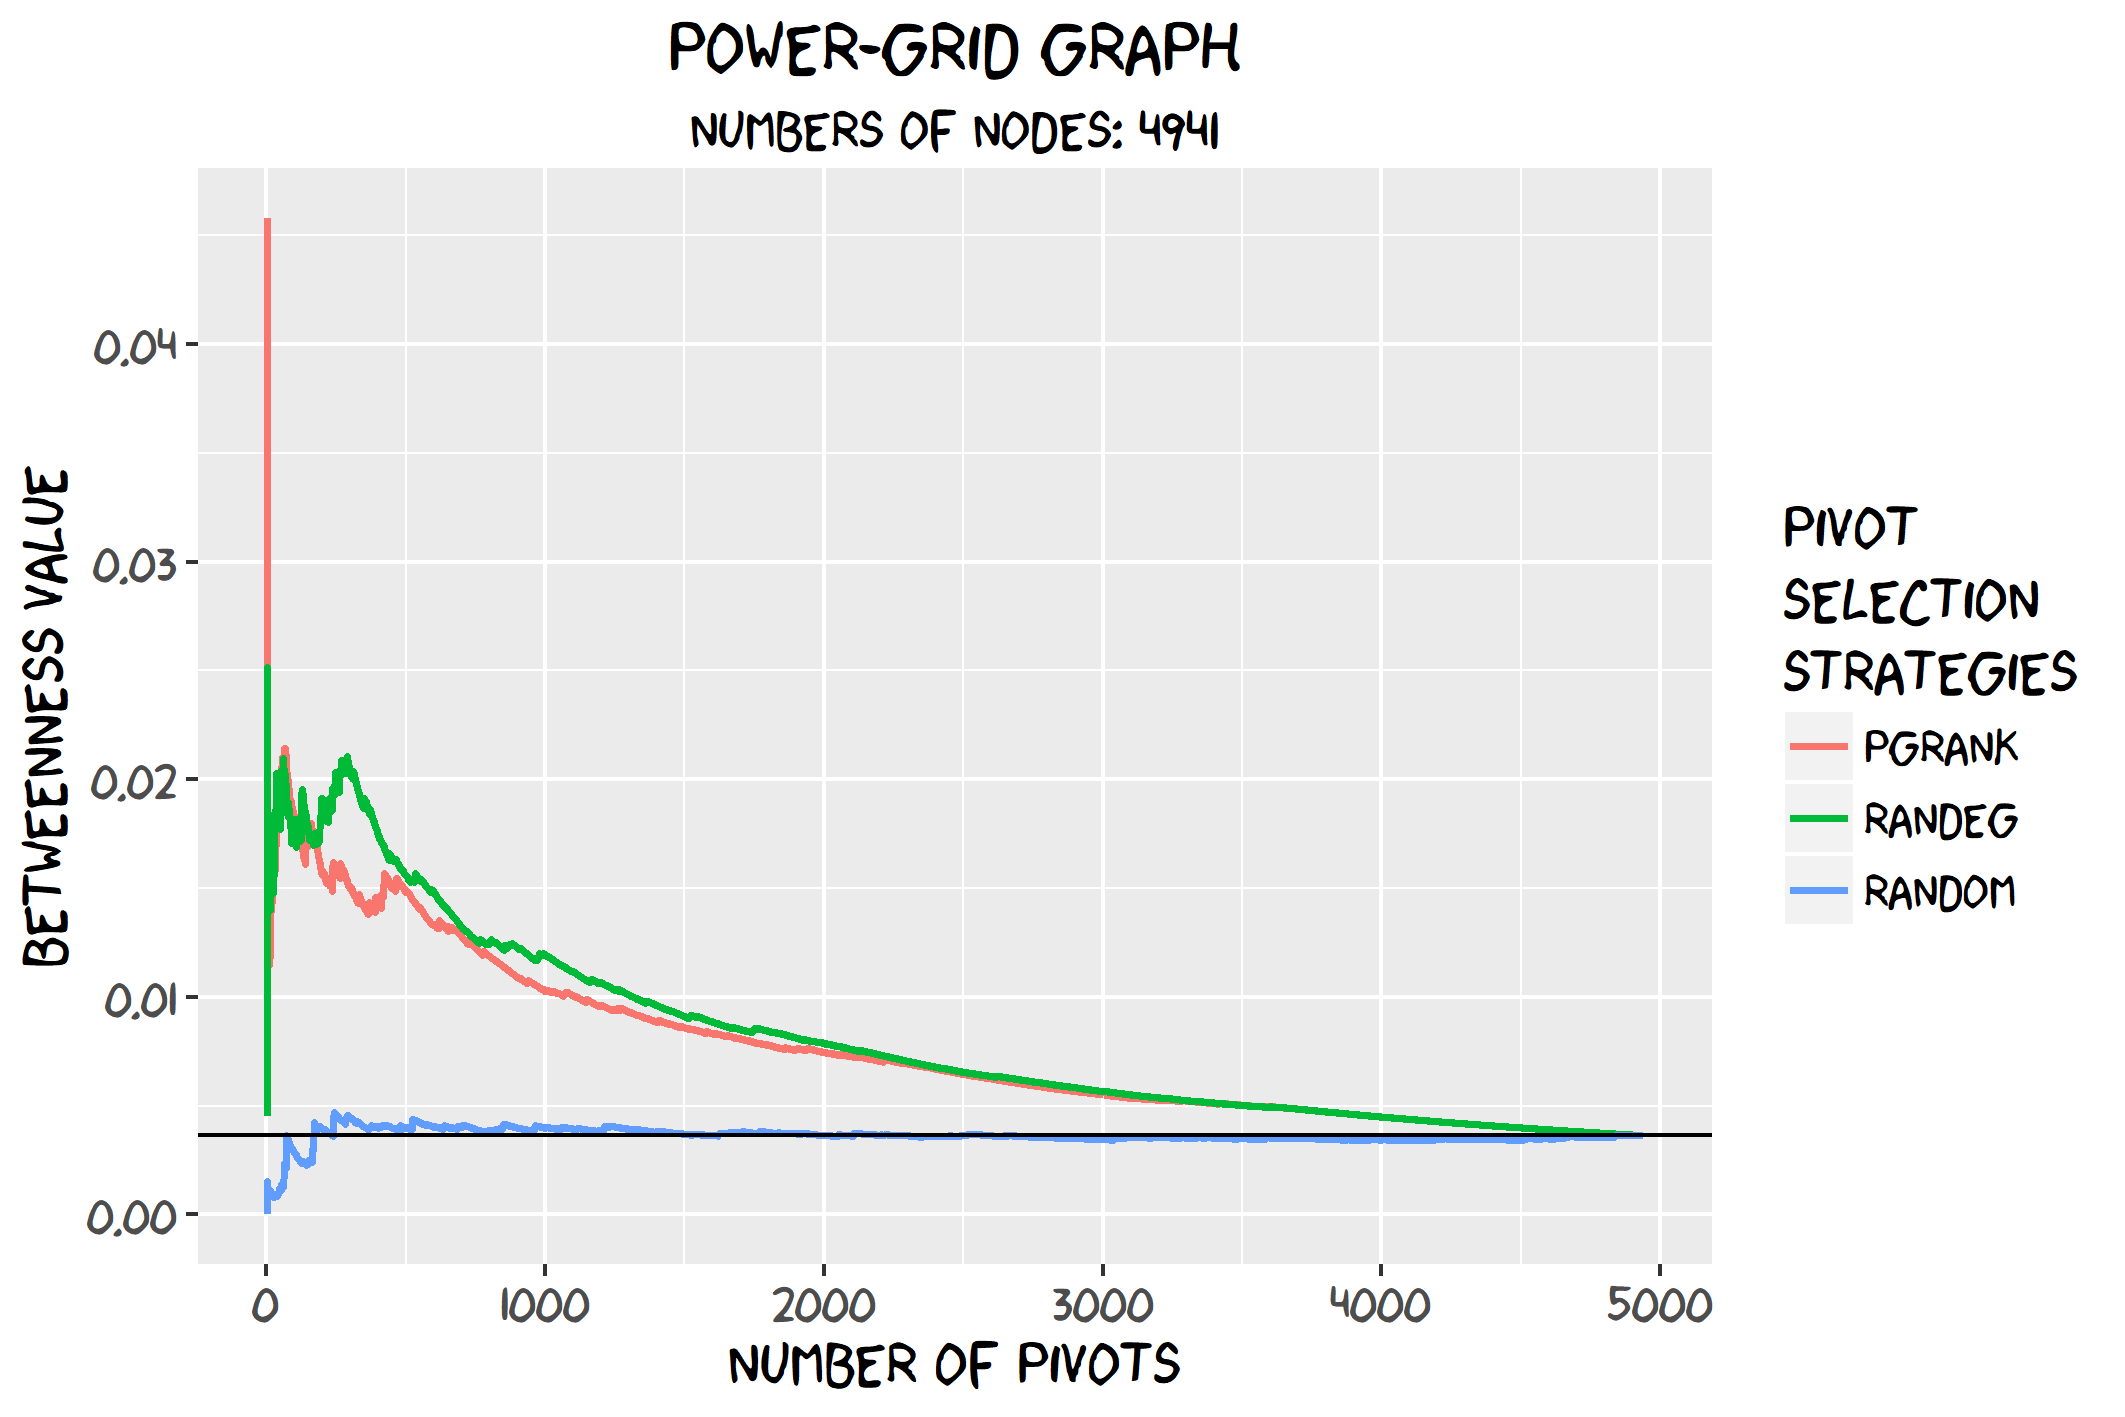 POWER-GRID GRAPH
NUMBERS OF NODES: 4941
BETWEENNESS VALUE
0.04
0.03
0.02
0.01
0.00
0 1000 2000 3000 4000 5000
NUMBER OF PIVOTS
PIVOT
SELECTION
STRATEGIES
PGRANK
RANDEG
RANDOM